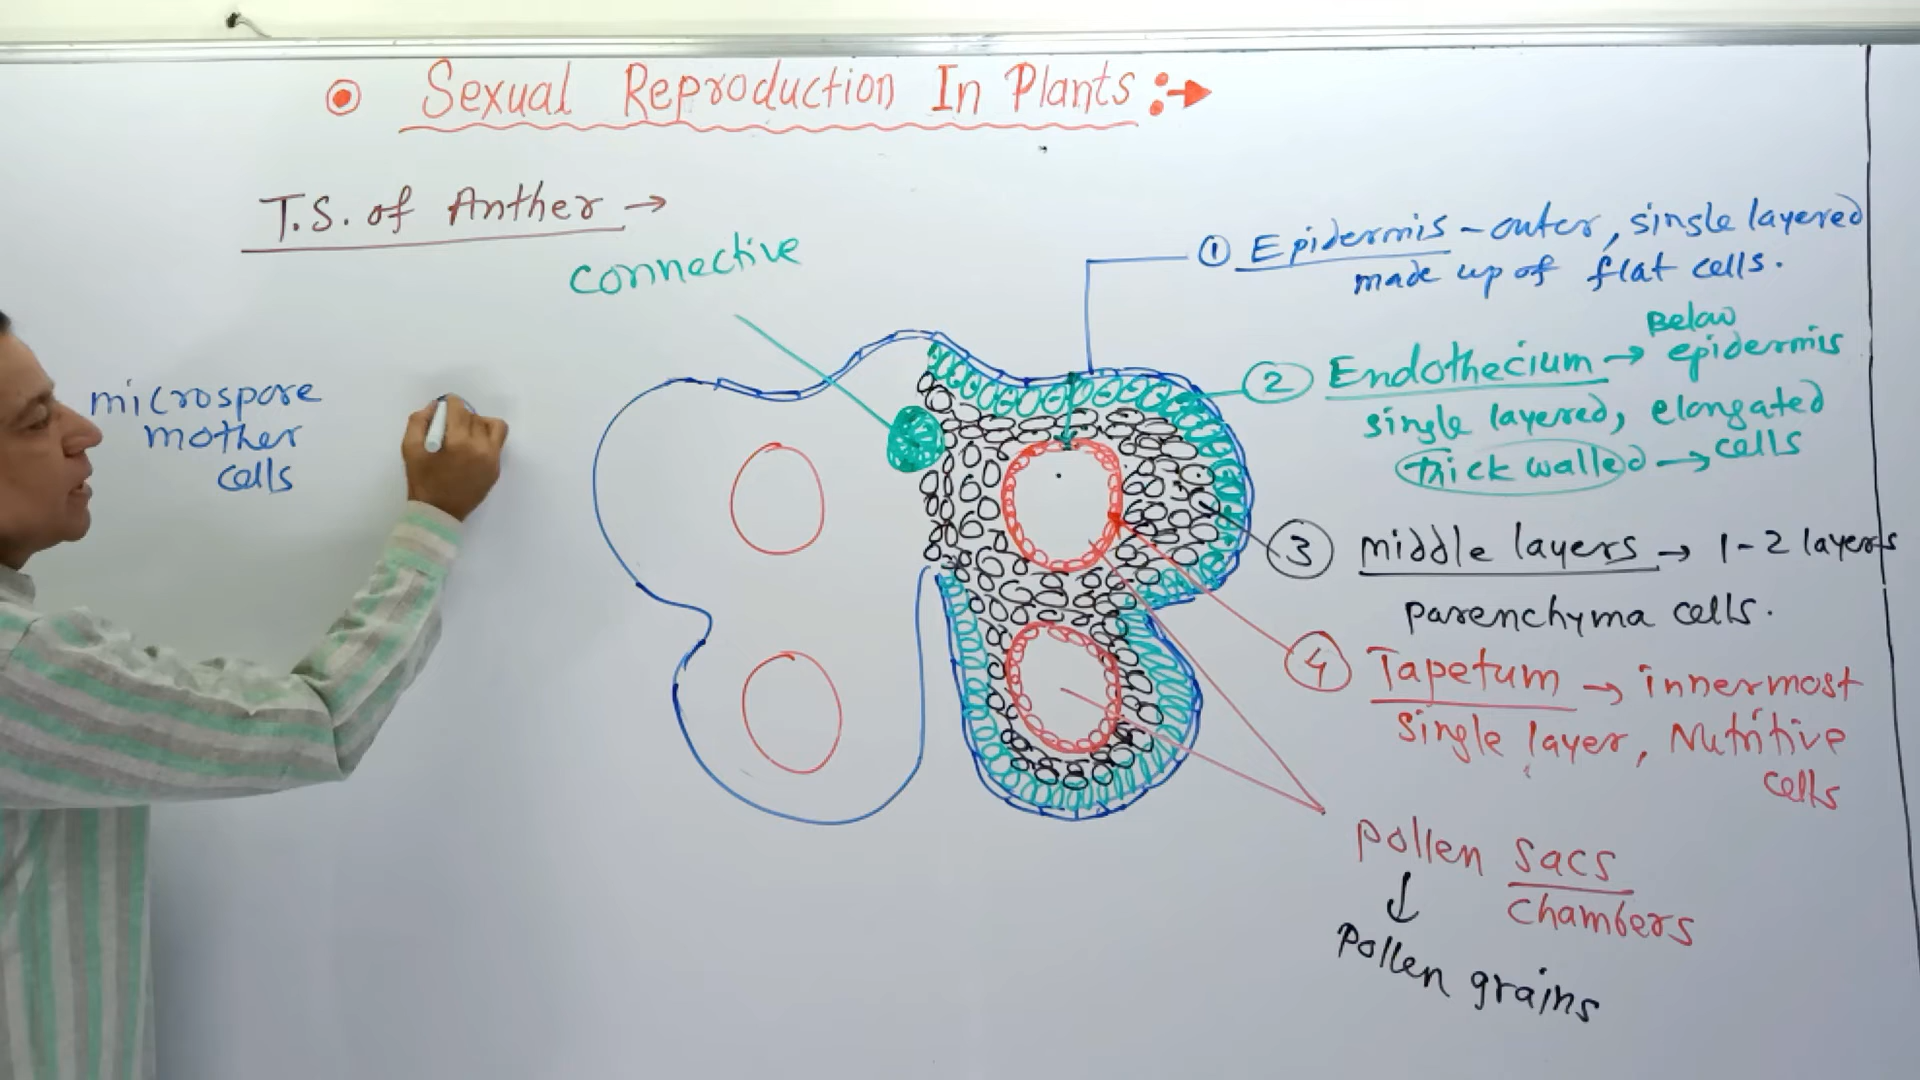 Sexual Reproduction In Plants :→
T.S. of Anther →
connective
microspore
mother
cells
① Epidermis - outer, single layered
made up of flat cells.
② Endothecium → Below epidermis
single layered, elongated
thick walled → cells
③ middle layers → 1-2 layers
parenchyma cells.
④ Tapetum → innermost
single layer, Nutritive
cells
pollen sacs
chambers
↓
pollen grains